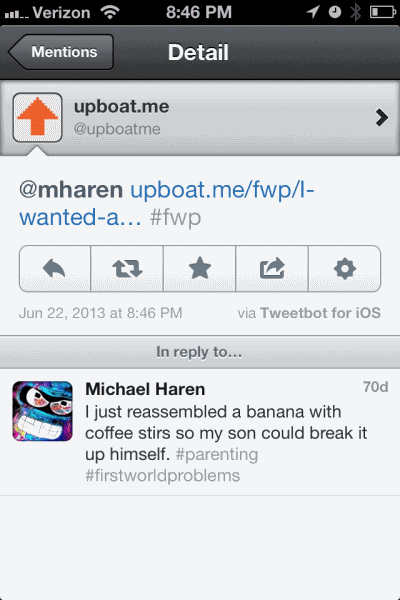 Verizon 8:46 PM
Mentions Detail
upboat.me
@upboatme
@mharen upboat.me/fwp/I-
wanted-a… #fwp
Jun 22, 2013 at 8:46 PM via Tweetbot for iOS
In reply to…
Michael Haren 70d
I just reassembled a banana with
coffee stirs so my son could break it
up himself. #parenting
#firstworldproblems